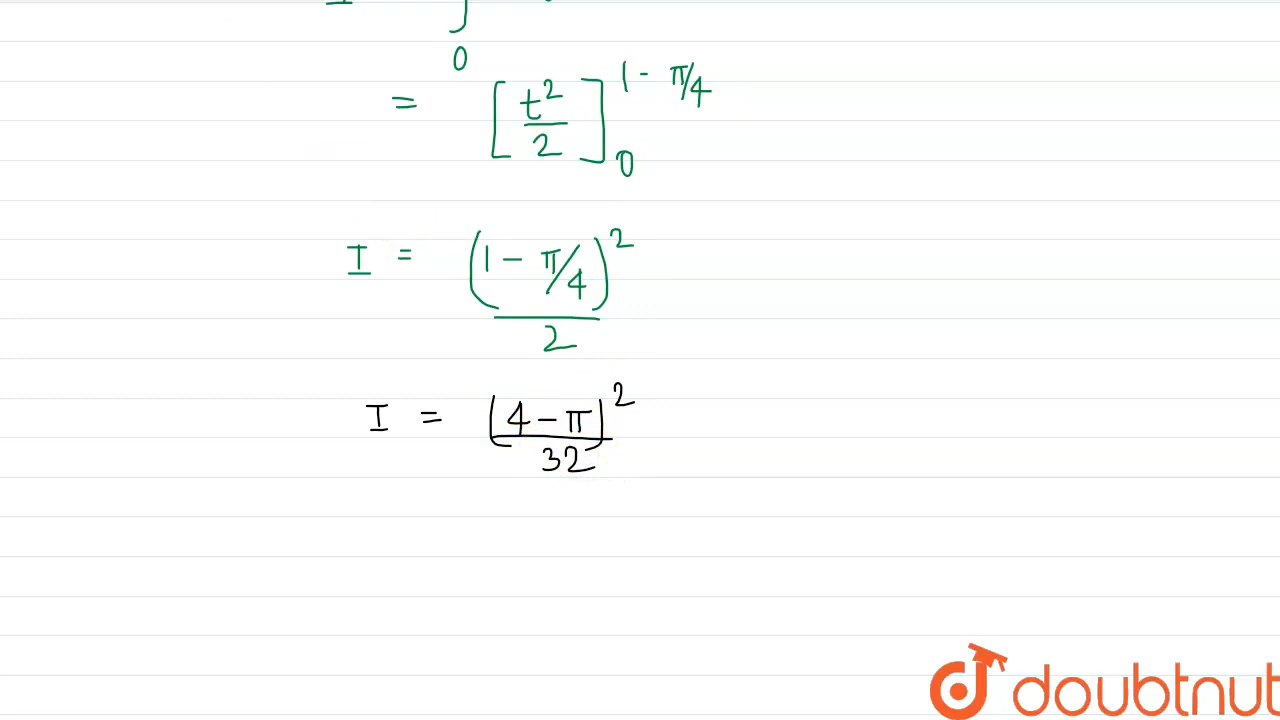 I ∫
0
= [t²/2]₀^(1 - π/4)
I = (1 - π/4)²/2
I = (4 - π)²/32
doubtnut